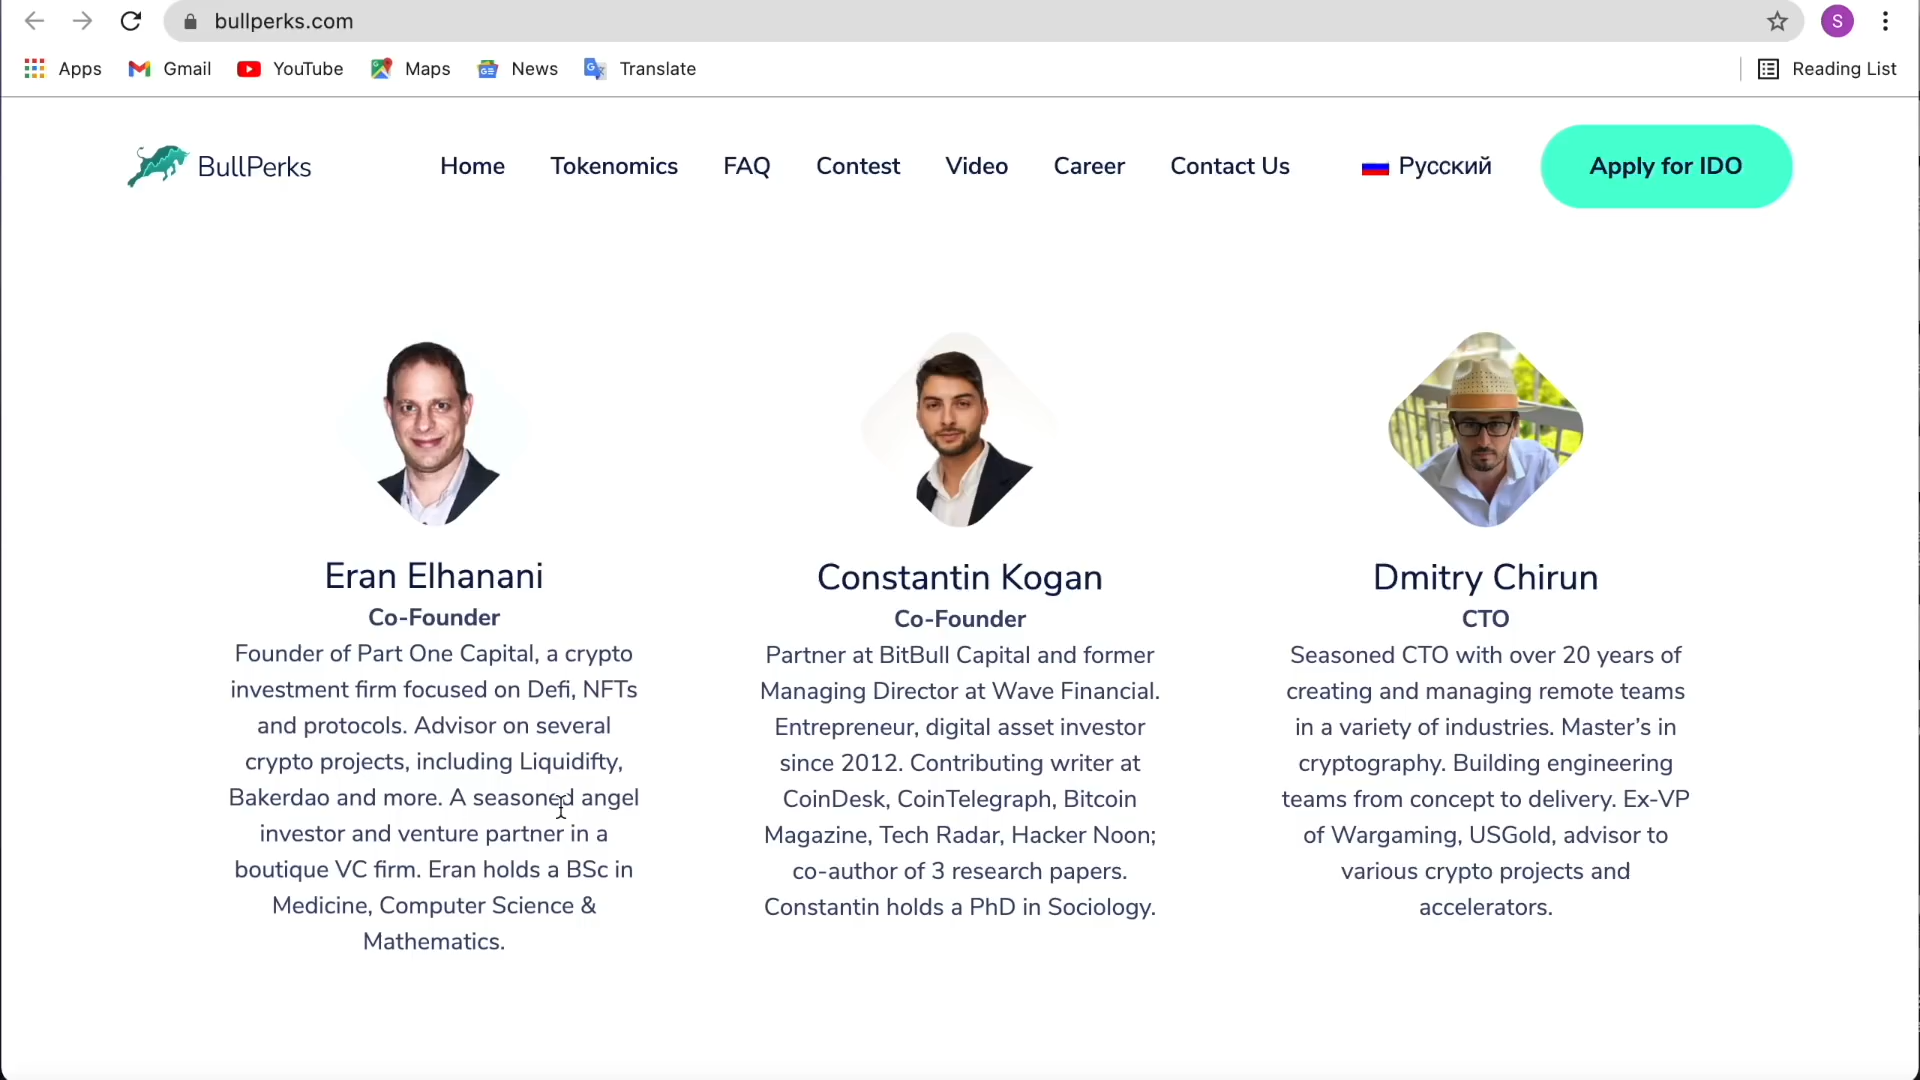 bullperks.com
S
Apps Gmail YouTube Maps News Translate Reading List
BullPerks Home Tokenomics FAQ Contest Video Career Contact Us Русский Apply for IDO
Eran Elhanani
Co-Founder
Founder of Part One Capital, a crypto
investment firm focused on Defi, NFTs
and protocols. Advisor on several
crypto projects, including Liquidifty,
Bakerdao and more. A seasoned angel
investor and venture partner in a
boutique VC firm. Eran holds a BSc in
Medicine, Computer Science &
Mathematics.
Constantin Kogan
Co-Founder
Partner at BitBull Capital and former
Managing Director at Wave Financial.
Entrepreneur, digital asset investor
since 2012. Contributing writer at
CoinDesk, CoinTelegraph, Bitcoin
Magazine, Tech Radar, Hacker Noon;
co-author of 3 research papers.
Constantin holds a PhD in Sociology.
Dmitry Chirun
CTO
Seasoned CTO with over 20 years of
creating and managing remote teams
in a variety of industries. Master's in
cryptography. Building engineering
teams from concept to delivery. Ex-VP
of Wargaming, USGold, advisor to
various crypto projects and
accelerators.